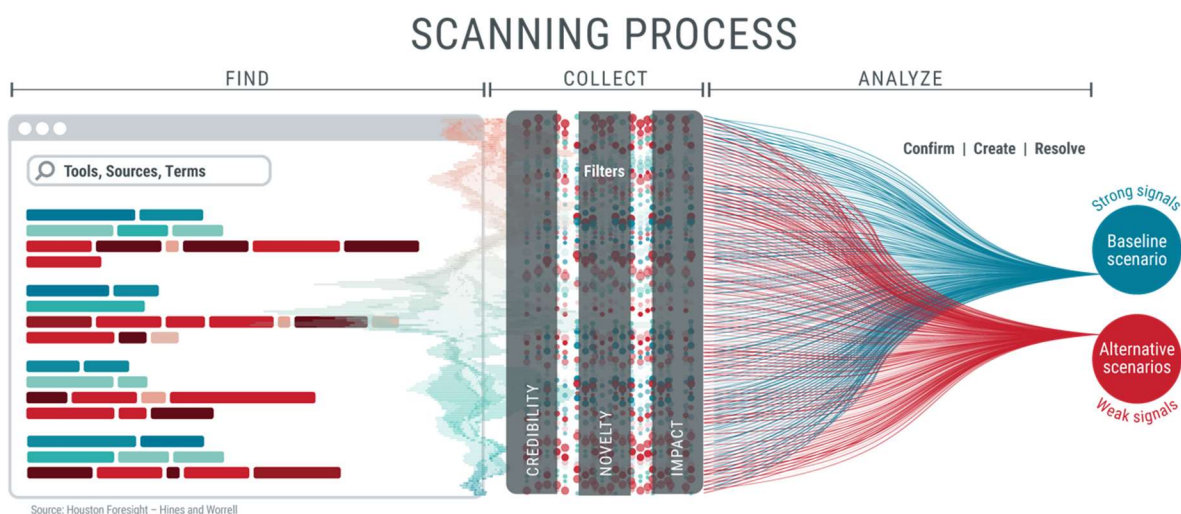 SCANNING PROCESS
FIND
COLLECT
ANALYZE
Tools, Sources, Terms
Filters
CREDIBILITY
NOVELTY
IMPACT
Confirm | Create | Resolve
Strong signals
Baseline
scenario
Alternative
scenarios
Weak signals
Source: Houston Foresight – Hines and Worrell